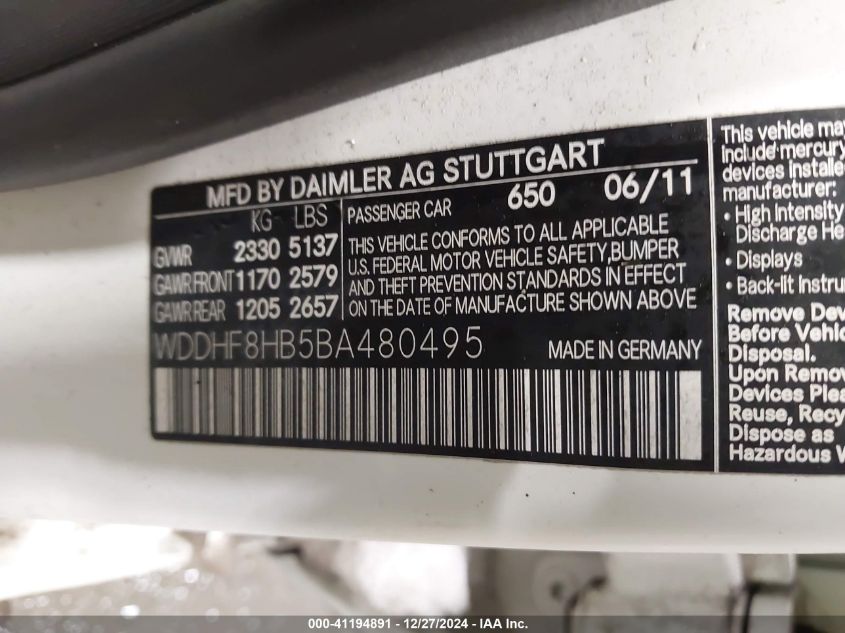 MFD BY DAIMLER AG STUTTGART
KG LBS
GVWR 2330 5137
GAWR FRONT 1170 2579
GAWR REAR 1205 2657
PASSENGER CAR 650 06/11
THIS VEHICLE CONFORMS TO ALL APPLICABLE
U.S. FEDERAL MOTOR VEHICLE SAFETY, BUMPER
AND THEFT PREVENTION STANDARDS IN EFFECT
ON THE DATE OF MANUFACTURE SHOWN ABOVE
WDDHF8HB5BA480495
MADE IN GERMANY
This vehicle may
include mercury
devices installe
manufacturer:
• High Intensity
Discharge He
• Displays
• Back-lit Instru
Remove Dev
Before Vehi
Disposal.
Upon Remov
Devices Plea
Reuse, Recy
Dispose as
Hazardous W
000-41194891 - 12/27/2024 - IAA Inc.